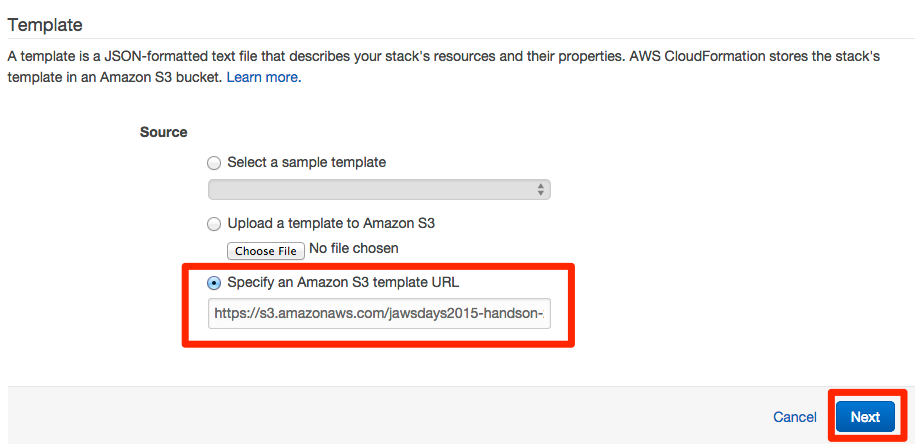 Template
A template is a JSON-formatted text file that describes your stack's resources and their properties. AWS CloudFormation stores the stack's
template in an Amazon S3 bucket. Learn more.
Source
Select a sample template
Upload a template to Amazon S3
Choose File No file chosen
Specify an Amazon S3 template URL
https://s3.amazonaws.com/jawsdays2015-handson-
Cancel Next